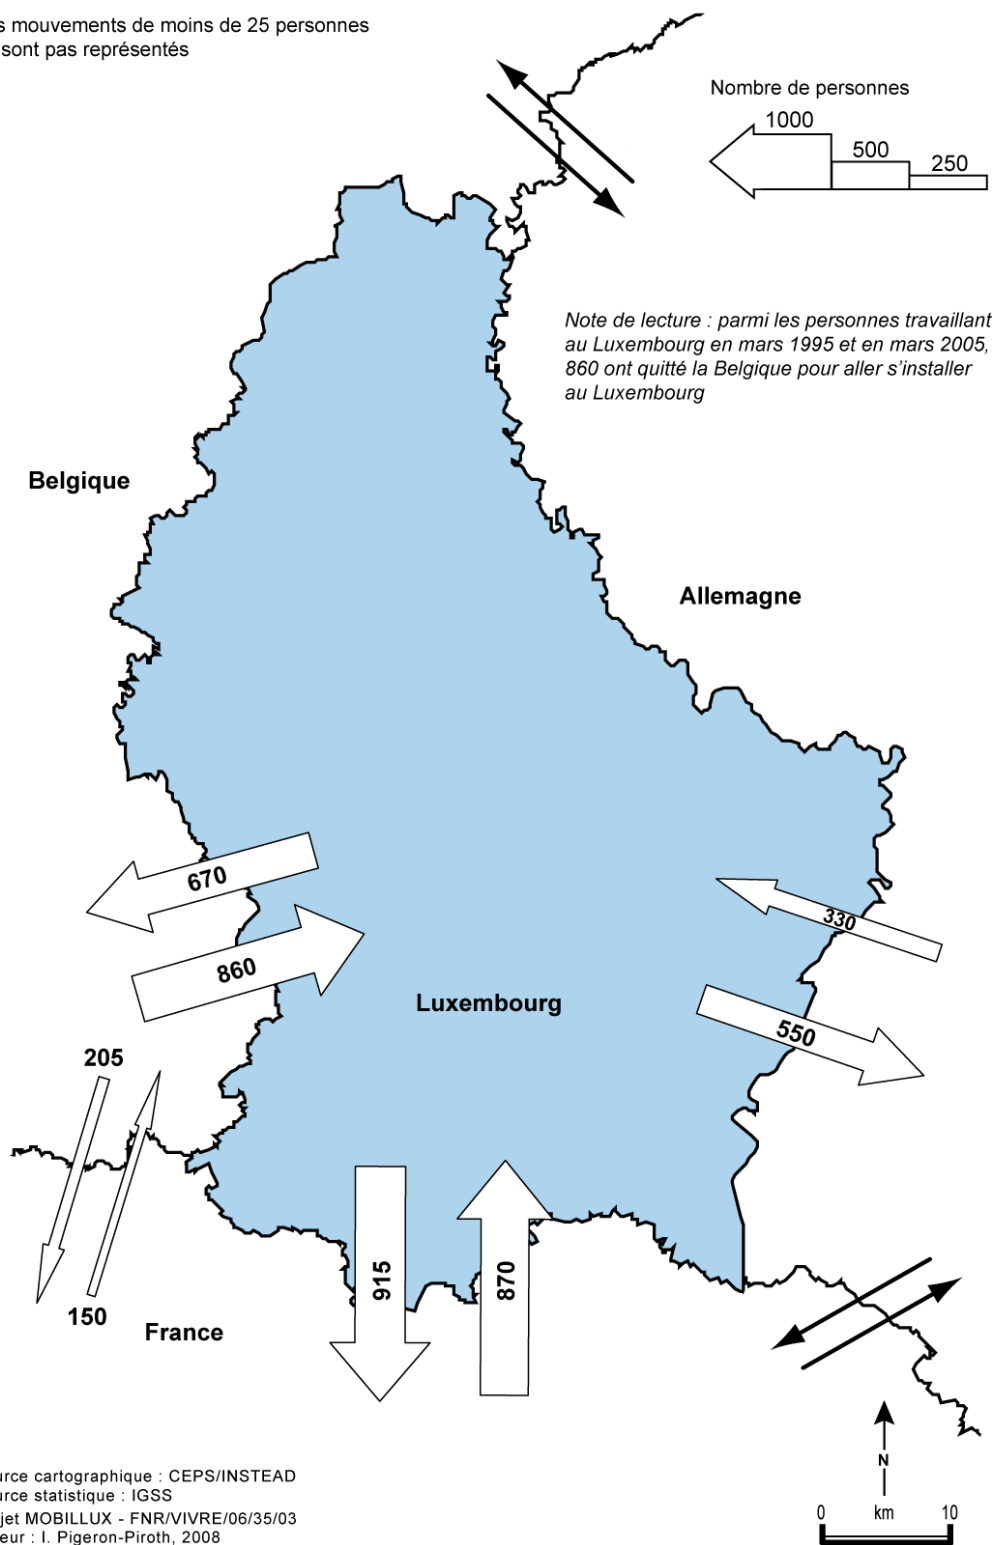 s mouvements de moins de 25 personnes
sont pas représentés
Nombre de personnes
1000
500
250
Note de lecture : parmi les personnes travaillant
au Luxembourg en mars 1995 et en mars 2005,
860 ont quitté la Belgique pour aller s'installer
au Luxembourg
Belgique
Allemagne
670
330
860
Luxembourg
550
205
915
870
150
France
N
0 km 10
urce cartographique : CEPS/INSTEAD
urce statistique : IGSS
jet MOBILLUX - FNR/VIVRE/06/35/03
eur : I. Pigeron-Piroth, 2008